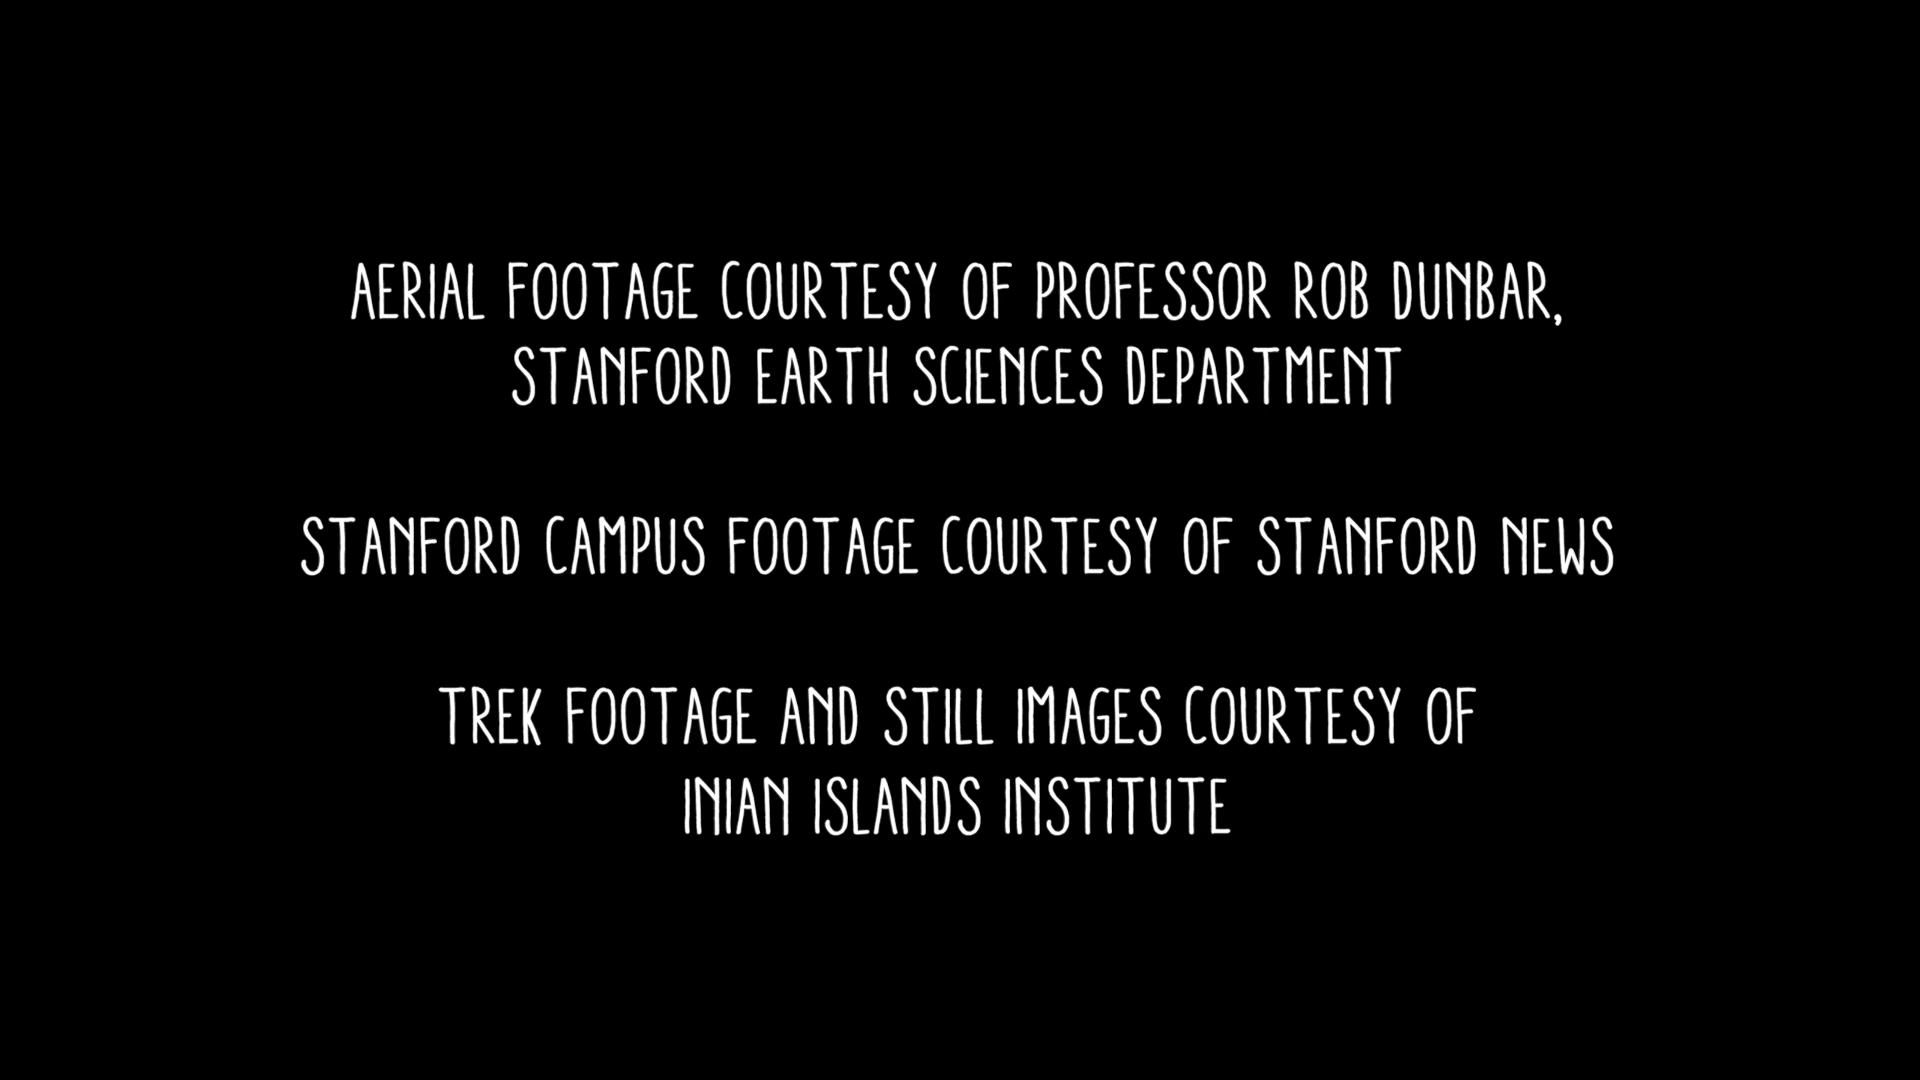 AERIAL FOOTAGE COURTESY OF PROFESSOR ROB DUNBAR,
STANFORD EARTH SCIENCES DEPARTMENT
STANFORD CAMPUS FOOTAGE COURTESY OF STANFORD NEWS
TREK FOOTAGE AND STILL IMAGES COURTESY OF
INIAN ISLANDS INSTITUTE